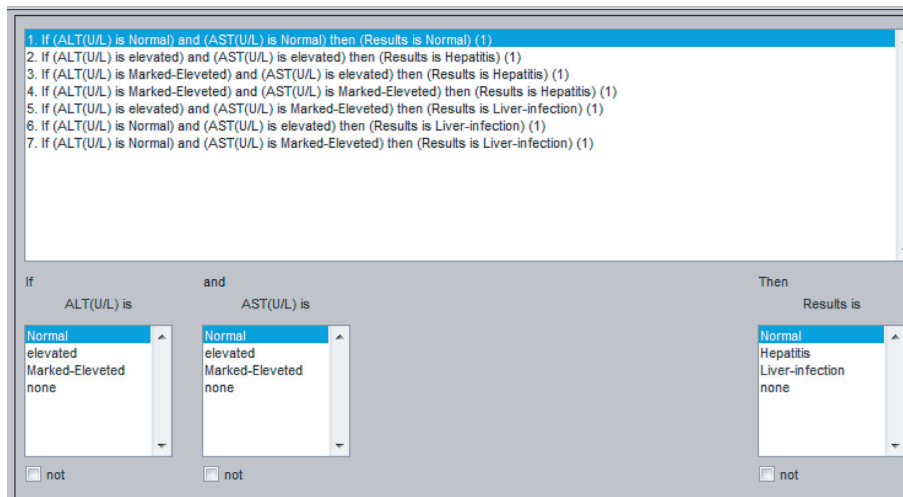 1. If (ALT(U/L) is Normal) and (AST(U/L) is Normal) then (Results is Normal) (1)
2. If (ALT(U/L) is elevated) and (AST(U/L) is elevated) then (Results is Hepatitis) (1)
3. If (ALT(U/L) is Marked-Eleveted) and (AST(U/L) is elevated) then (Results is Hepatitis) (1)
4. If (ALT(U/L) is Marked-Eleveted) and (AST(U/L) is Marked-Eleveted) then (Results is Hepatitis) (1)
5. If (ALT(U/L) is elevated) and (AST(U/L) is Marked-Eleveted) then (Results is Liver-infection) (1)
6. If (ALT(U/L) is Normal) and (AST(U/L) is elevated) then (Results is Liver-infection) (1)
7. If (ALT(U/L) is Normal) and (AST(U/L) is Marked-Eleveted) then (Results is Liver-infection) (1)
If
ALT(U/L) is
Normal
elevated
Marked-Eleveted
none
not
and
AST(U/L) is
Normal
elevated
Marked-Eleveted
none
not
Then
Results is
Normal
Hepatitis
Liver-infection
none
not